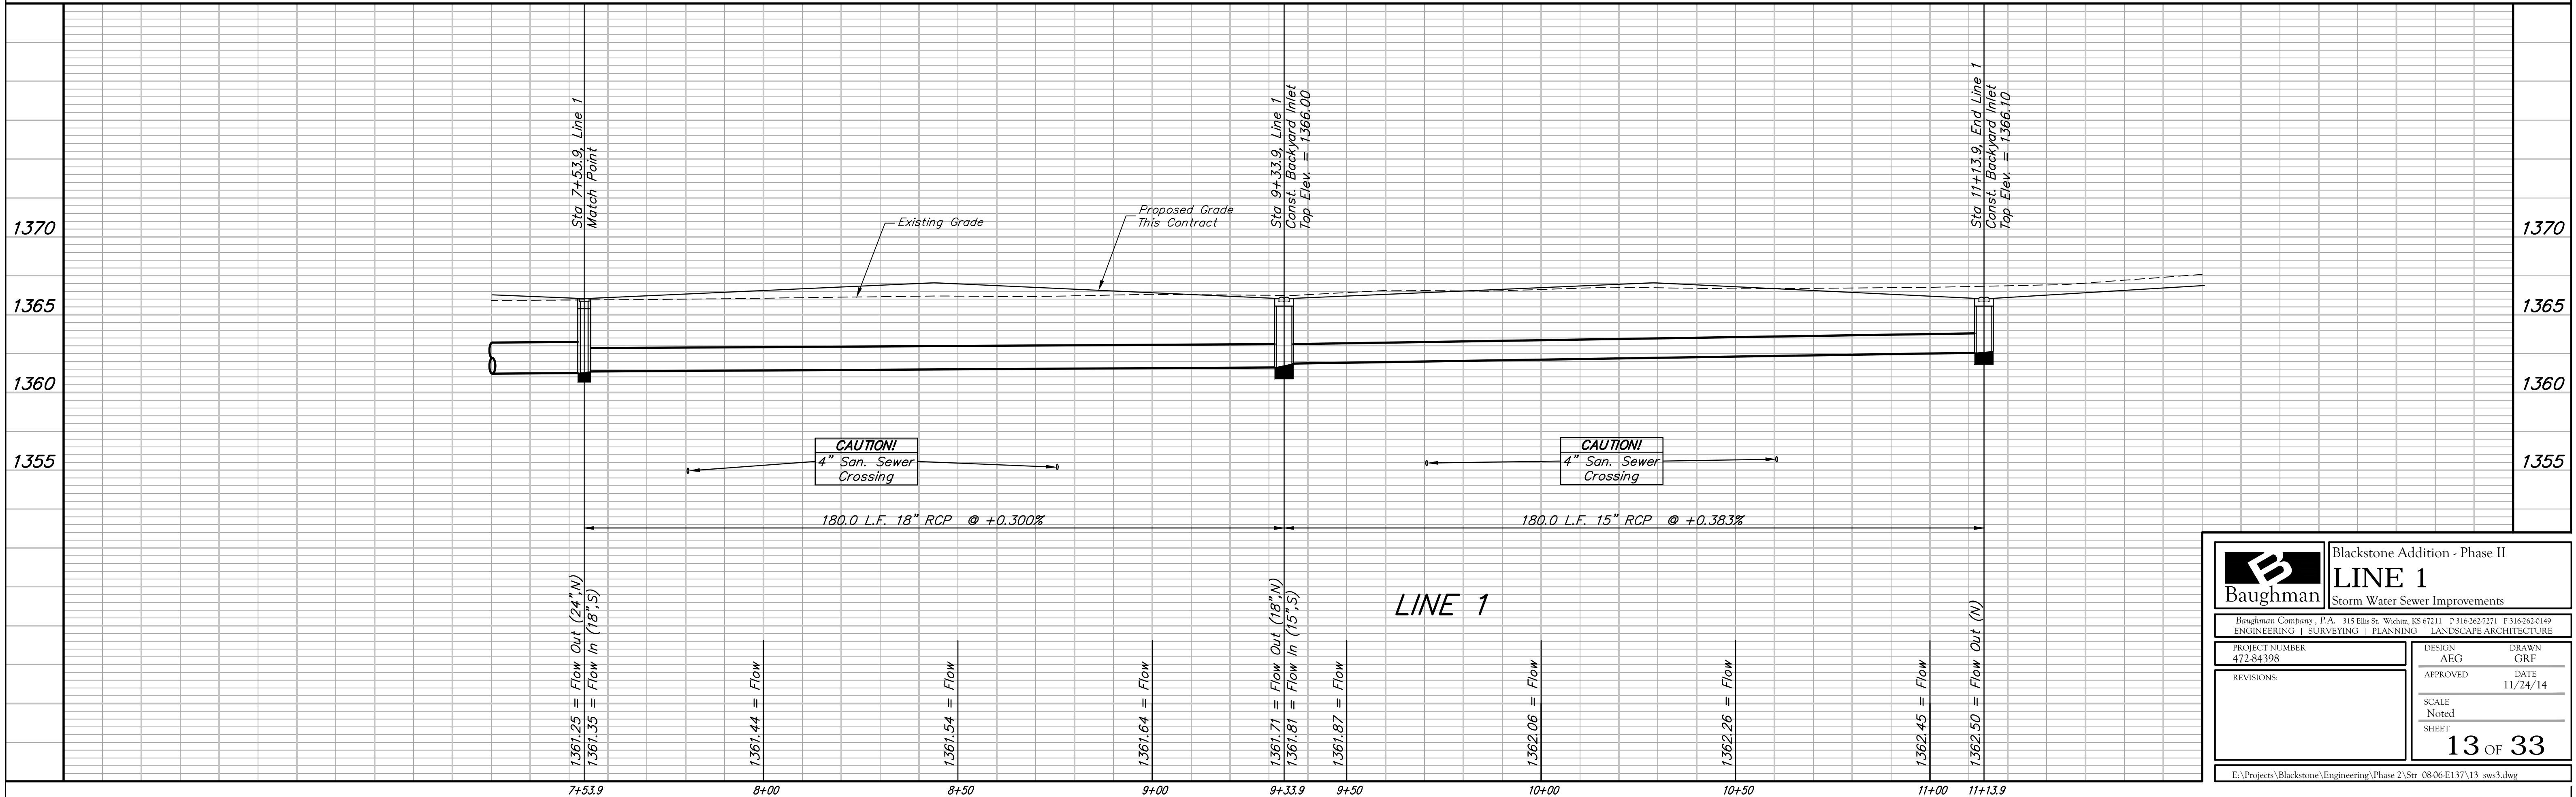 Sta 7+53.9, Line 1
Match Point
Sta 9+33.9, Line 1
Const. Backyard Inlet
Top Elev. = 1366.00
Sta 11+13.9, End Line 1
Const. Backyard Inlet
Top Elev. = 1366.10
1370
1370
Existing Grade
Proposed Grade
This Contract
1365
1365
1360
1360
1355
1355
CAUTION!
4" San. Sewer
Crossing
CAUTION!
4" San. Sewer
Crossing
180.0 L.F. 18" RCP @ +0.300%
180.0 L.F. 15" RCP @ +0.383%
LINE 1
1361.25 = Flow Out (24",N)
1361.35 = Flow In (18",S)
1361.44 = Flow
1361.54 = Flow
1361.64 = Flow
1361.71 = Flow Out (18",N)
1361.81 = Flow In (15",S)
1361.87 = Flow
1362.06 = Flow
1362.26 = Flow
1362.45 = Flow
1362.50 = Flow Out (N)
7+53.9
8+00
8+50
9+00
9+33.9
9+50
10+00
10+50
11+00
11+13.9
B
Baughman
Blackstone Addition - Phase II
LINE 1
Storm Water Sewer Improvements
Baughman Company, P.A. 315 Ellis St. Wichita, KS 67211 P 316-262-7271 F 316-262-0149
ENGINEERING | SURVEYING | PLANNING | LANDSCAPE ARCHITECTURE
PROJECT NUMBER
472-84398
REVISIONS:
DESIGN
AEG
DRAWN
GRF
APPROVED
DATE
11/24/14
SCALE
Noted
SHEET
13 OF 33
E:\Projects\Blackstone\Engineering\Phase 2\Str_08-06-E137\13_sws3.dwg